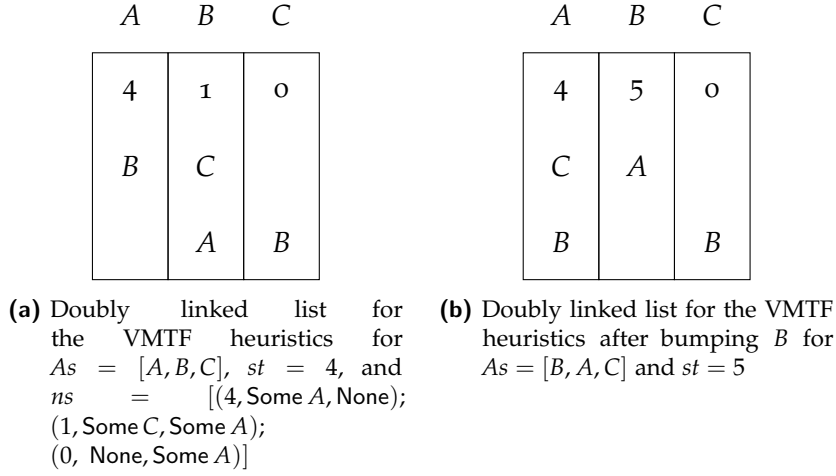 A B C A B C
4 1 0 4 5 0
B C C A
A B B B
(a) Doubly linked list for
the VMTF heuristics for
As = [A, B, C], st = 4, and
ns = [(4, Some A, None);
(1, Some C, Some A);
(0, None, Some A)]
(b) Doubly linked list for the VMTF
heuristics after bumping B for
As = [B, A, C] and st = 5